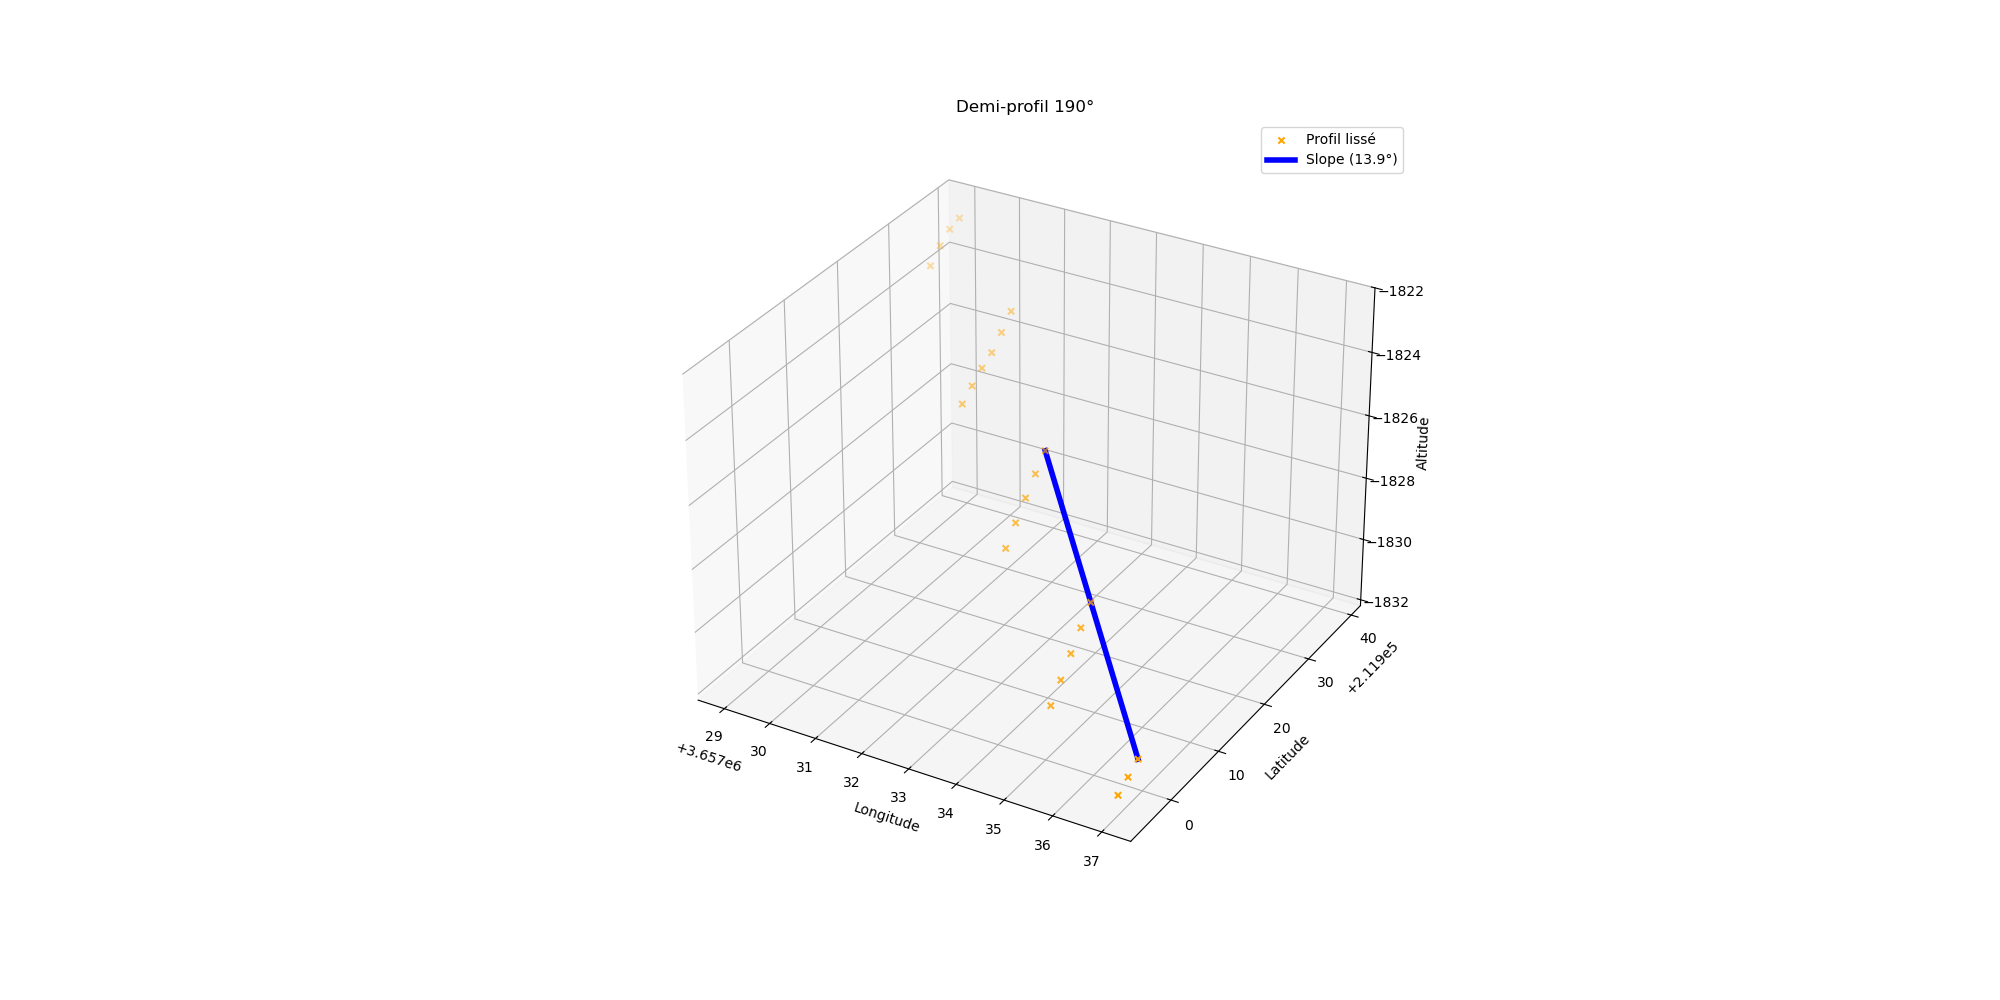 Demi-profil 190°
Profil lissé
Slope (13.9°)
−1822
−1824
−1826
−1828
−1830
−1832
Altitude
40
30
20
10
0
+2.119e5
Latitude
29
30
31
32
33
34
35
36
37
+3.657e6
Longitude